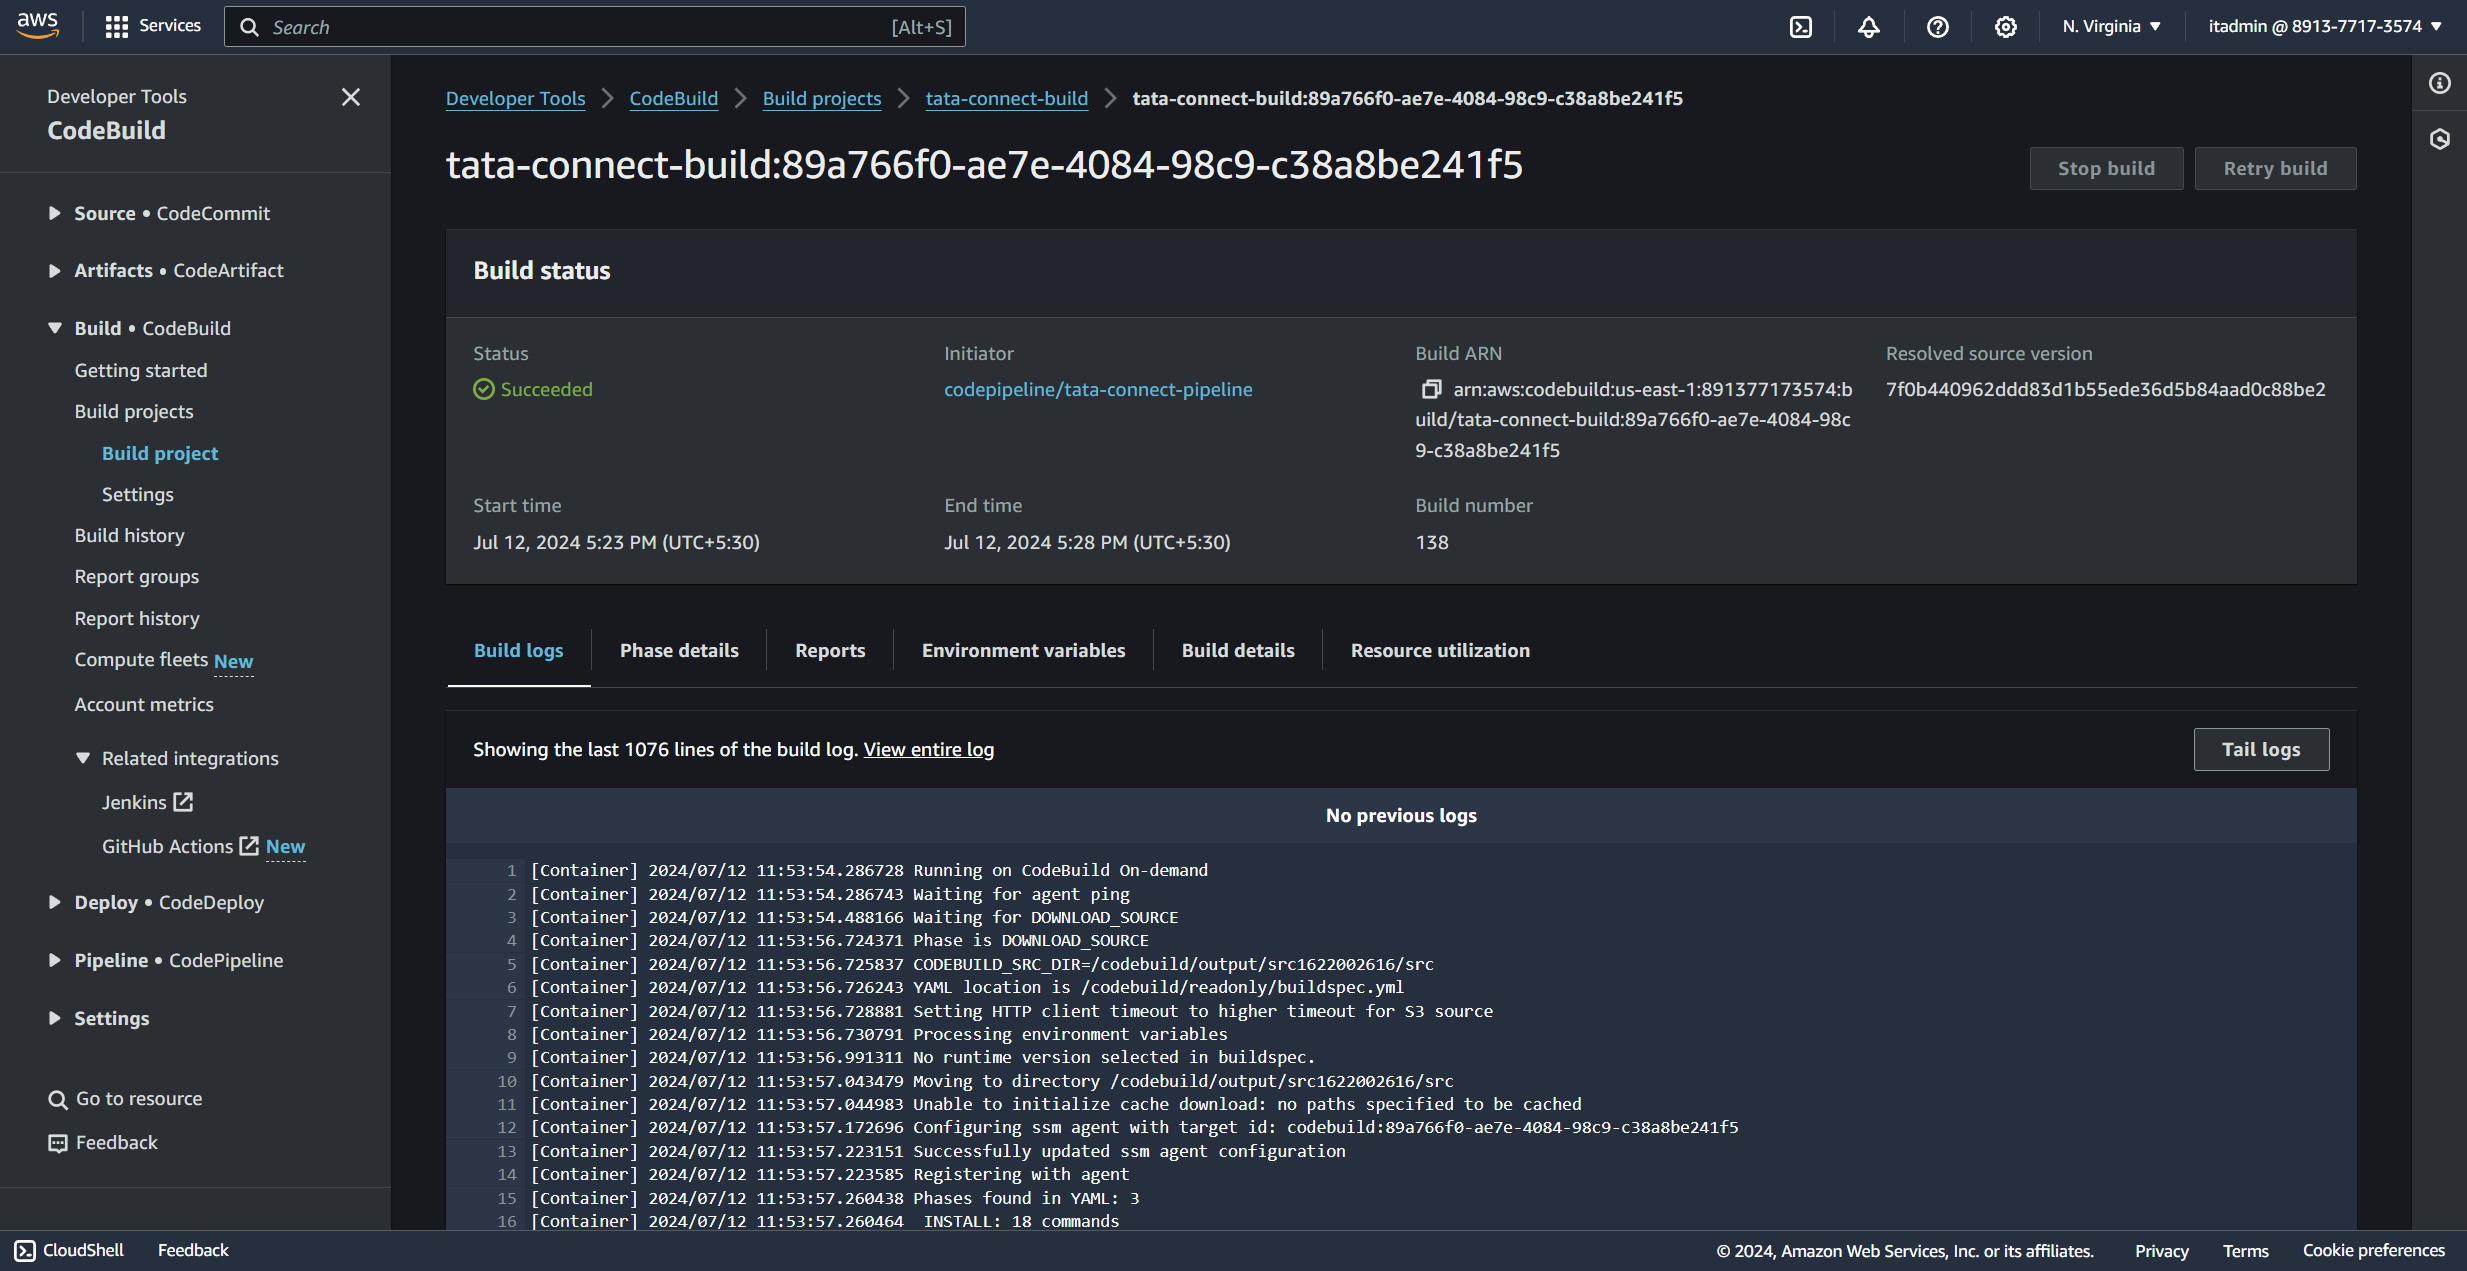 aws
Services
Search
[Alt+S]
N. Virginia
itadmin @ 8913-7717-3574
Developer Tools
CodeBuild
Source • CodeCommit
Artifacts • CodeArtifact
Build • CodeBuild
Getting started
Build projects
Build project
Settings
Build history
Report groups
Report history
Compute fleets New
Account metrics
Related integrations
Jenkins
GitHub Actions New
Deploy • CodeDeploy
Pipeline • CodePipeline
Settings
Go to resource
Feedback
Developer Tools > CodeBuild > Build projects > tata-connect-build > tata-connect-build:89a766f0-ae7e-4084-98c9-c38a8be241f5
tata-connect-build:89a766f0-ae7e-4084-98c9-c38a8be241f5
Stop build
Retry build
Build status
Status
Succeeded
Initiator
codepipeline/tata-connect-pipeline
Build ARN
arn:aws:codebuild:us-east-1:891377173574:b
uild/tata-connect-build:89a766f0-ae7e-4084-98c
9-c38a8be241f5
Resolved source version
7f0b440962ddd83d1b55ede36d5b84aad0c88be2
Start time
Jul 12, 2024 5:23 PM (UTC+5:30)
End time
Jul 12, 2024 5:28 PM (UTC+5:30)
Build number
138
Build logs
Phase details
Reports
Environment variables
Build details
Resource utilization
Showing the last 1076 lines of the build log. View entire log
Tail logs
No previous logs
1 [Container] 2024/07/12 11:53:54.286728 Running on CodeBuild On-demand
2 [Container] 2024/07/12 11:53:54.286743 Waiting for agent ping
3 [Container] 2024/07/12 11:53:54.488166 Waiting for DOWNLOAD_SOURCE
4 [Container] 2024/07/12 11:53:56.724371 Phase is DOWNLOAD_SOURCE
5 [Container] 2024/07/12 11:53:56.725837 CODEBUILD_SRC_DIR=/codebuild/output/src1622002616/src
6 [Container] 2024/07/12 11:53:56.726243 YAML location is /codebuild/readonly/buildspec.yml
7 [Container] 2024/07/12 11:53:56.728881 Setting HTTP client timeout to higher timeout for S3 source
8 [Container] 2024/07/12 11:53:56.730791 Processing environment variables
9 [Container] 2024/07/12 11:53:56.991311 No runtime version selected in buildspec.
10 [Container] 2024/07/12 11:53:57.043479 Moving to directory /codebuild/output/src1622002616/src
11 [Container] 2024/07/12 11:53:57.044983 Unable to initialize cache download: no paths specified to be cached
12 [Container] 2024/07/12 11:53:57.172696 Configuring ssm agent with target id: codebuild:89a766f0-ae7e-4084-98c9-c38a8be241f5
13 [Container] 2024/07/12 11:53:57.223151 Successfully updated ssm agent configuration
14 [Container] 2024/07/12 11:53:57.223585 Registering with agent
15 [Container] 2024/07/12 11:53:57.260438 Phases found in YAML: 3
16 [Container] 2024/07/12 11:53:57.260464  INSTALL: 18 commands
CloudShell
Feedback
© 2024, Amazon Web Services, Inc. or its affiliates.
Privacy
Terms
Cookie preferences